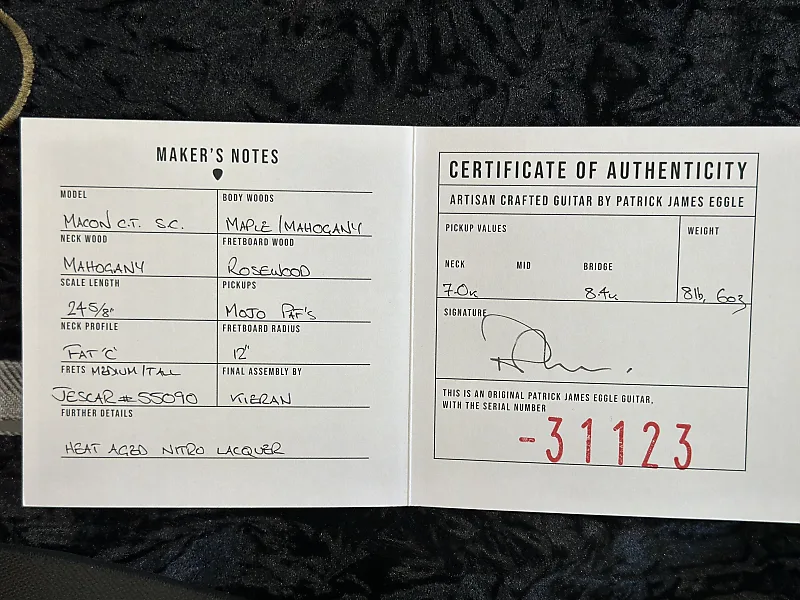 MAKER'S NOTES
MODEL
MACON C.T. S.C.
BODY WOODS
MAPLE / MAHOGANY
NECK WOOD
MAHOGANY
FRETBOARD WOOD
ROSEWOOD
SCALE LENGTH
24 5/8"
PICKUPS
MOJO PAF'S
NECK PROFILE
FAT 'C'
FRETBOARD RADIUS
12"
FRETS MEDIUM / TALL
JESCAR #55090
FINAL ASSEMBLY BY
KIERAN
FURTHER DETAILS
HEAT AGED NITRO LACQUER
CERTIFICATE OF AUTHENTICITY
ARTISAN CRAFTED GUITAR BY PATRICK JAMES EGGLE
PICKUP VALUES
WEIGHT
NECK MID BRIDGE
7.0K 8.4K
8lb, 6oz
SIGNATURE
THIS IS AN ORIGINAL PATRICK JAMES EGGLE GUITAR,
WITH THE SERIAL NUMBER
-31123